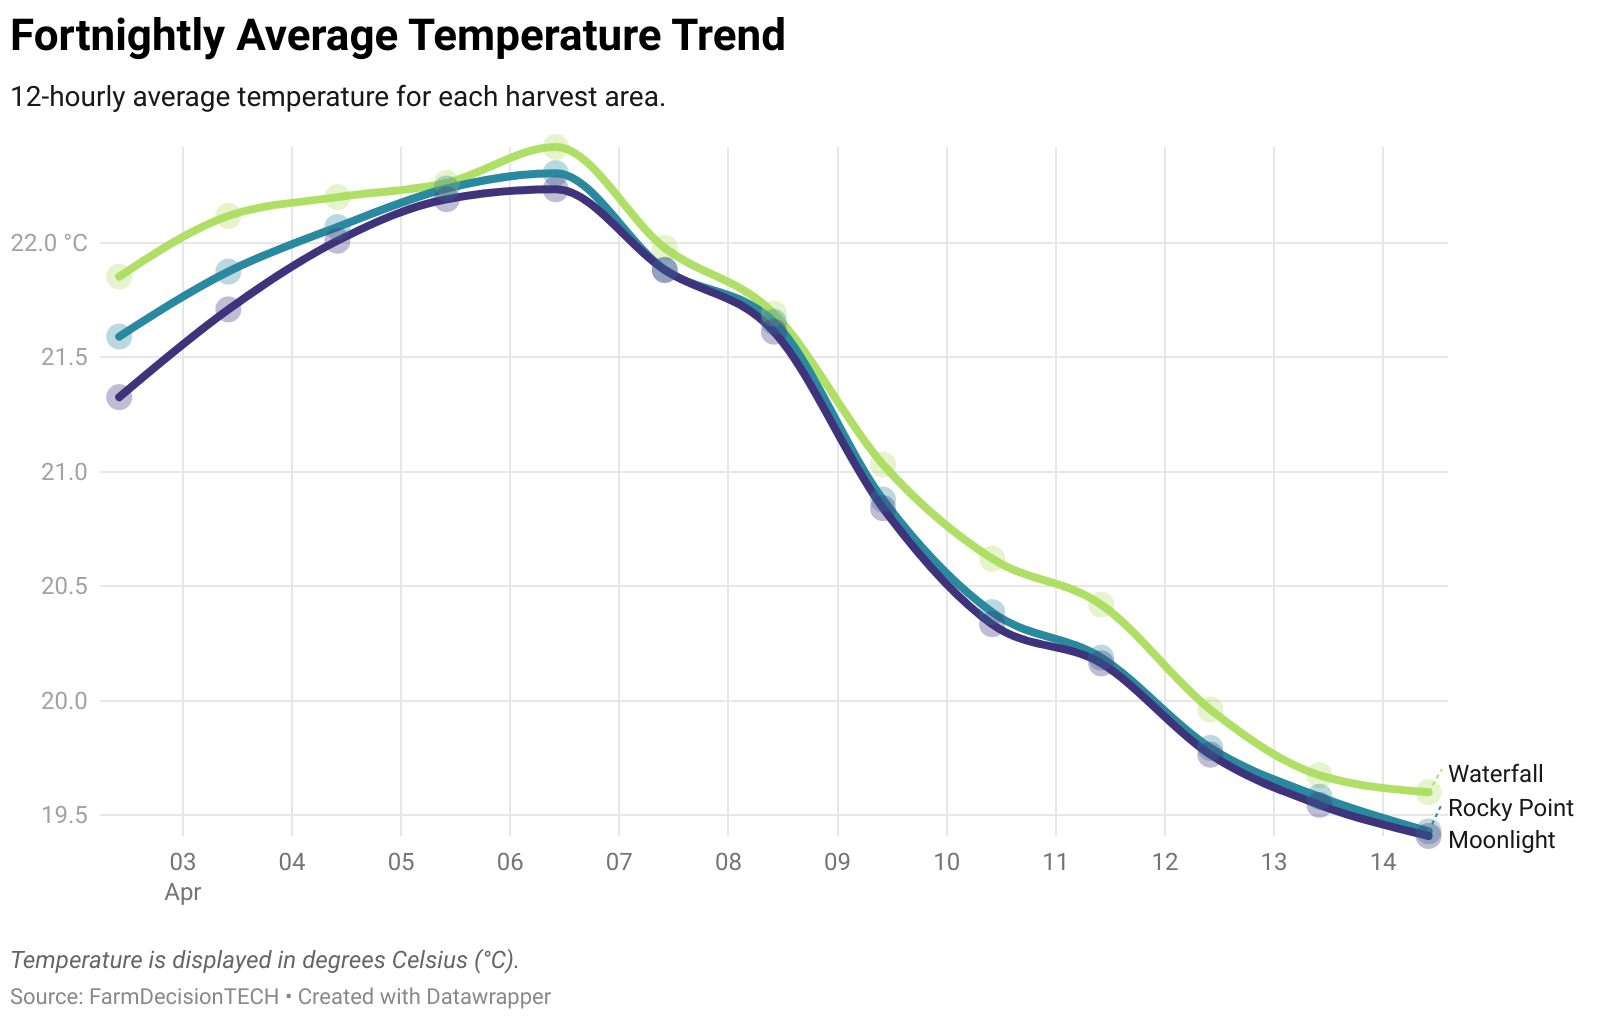 Fortnightly Average Temperature Trend
12-hourly average temperature for each harvest area.
22.0 °C
21.5
21.0
20.5
20.0
19.5
Waterfall
Rocky Point
Moonlight
03 04 05 06 07 08 09 10 11 12 13 14
Apr
Temperature is displayed in degrees Celsius (°C).
Source: FarmDecisionTECH • Created with Datawrapper